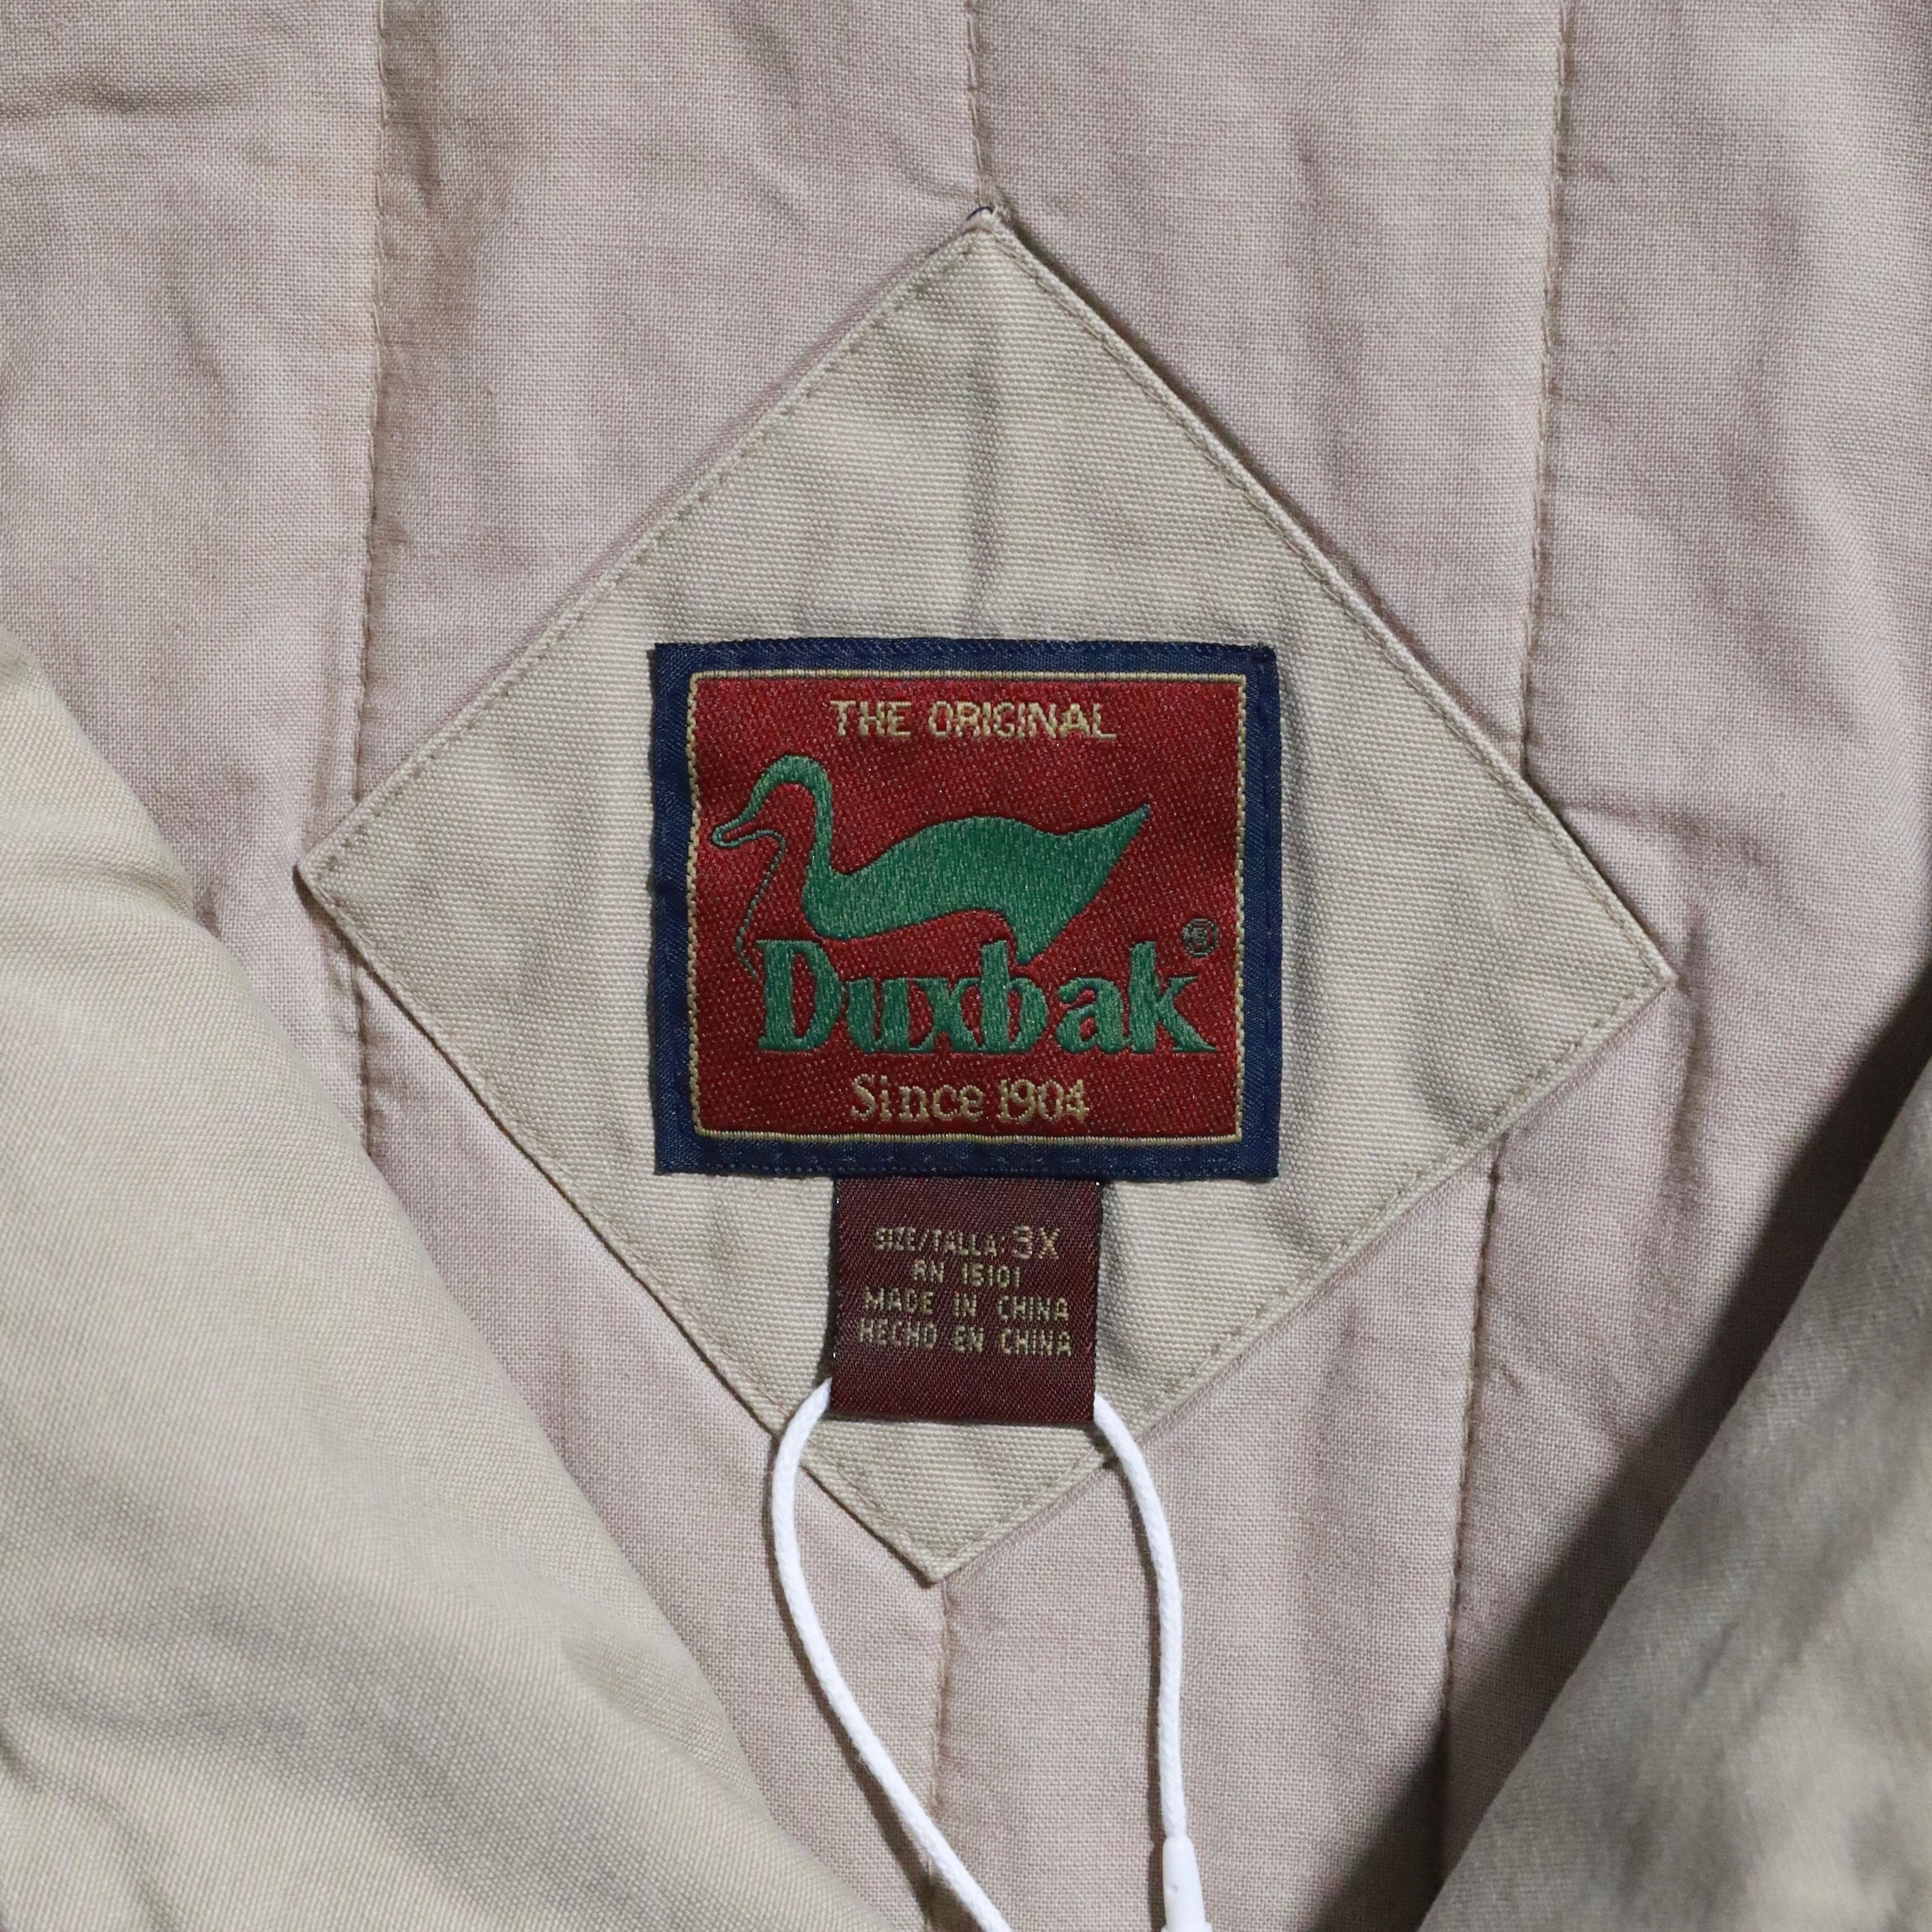 THE ORIGINAL
Duxbak®
Since 1904
SIZE/TALLA: 3X
RN 15101
MADE IN CHINA
HECHO EN CHINA